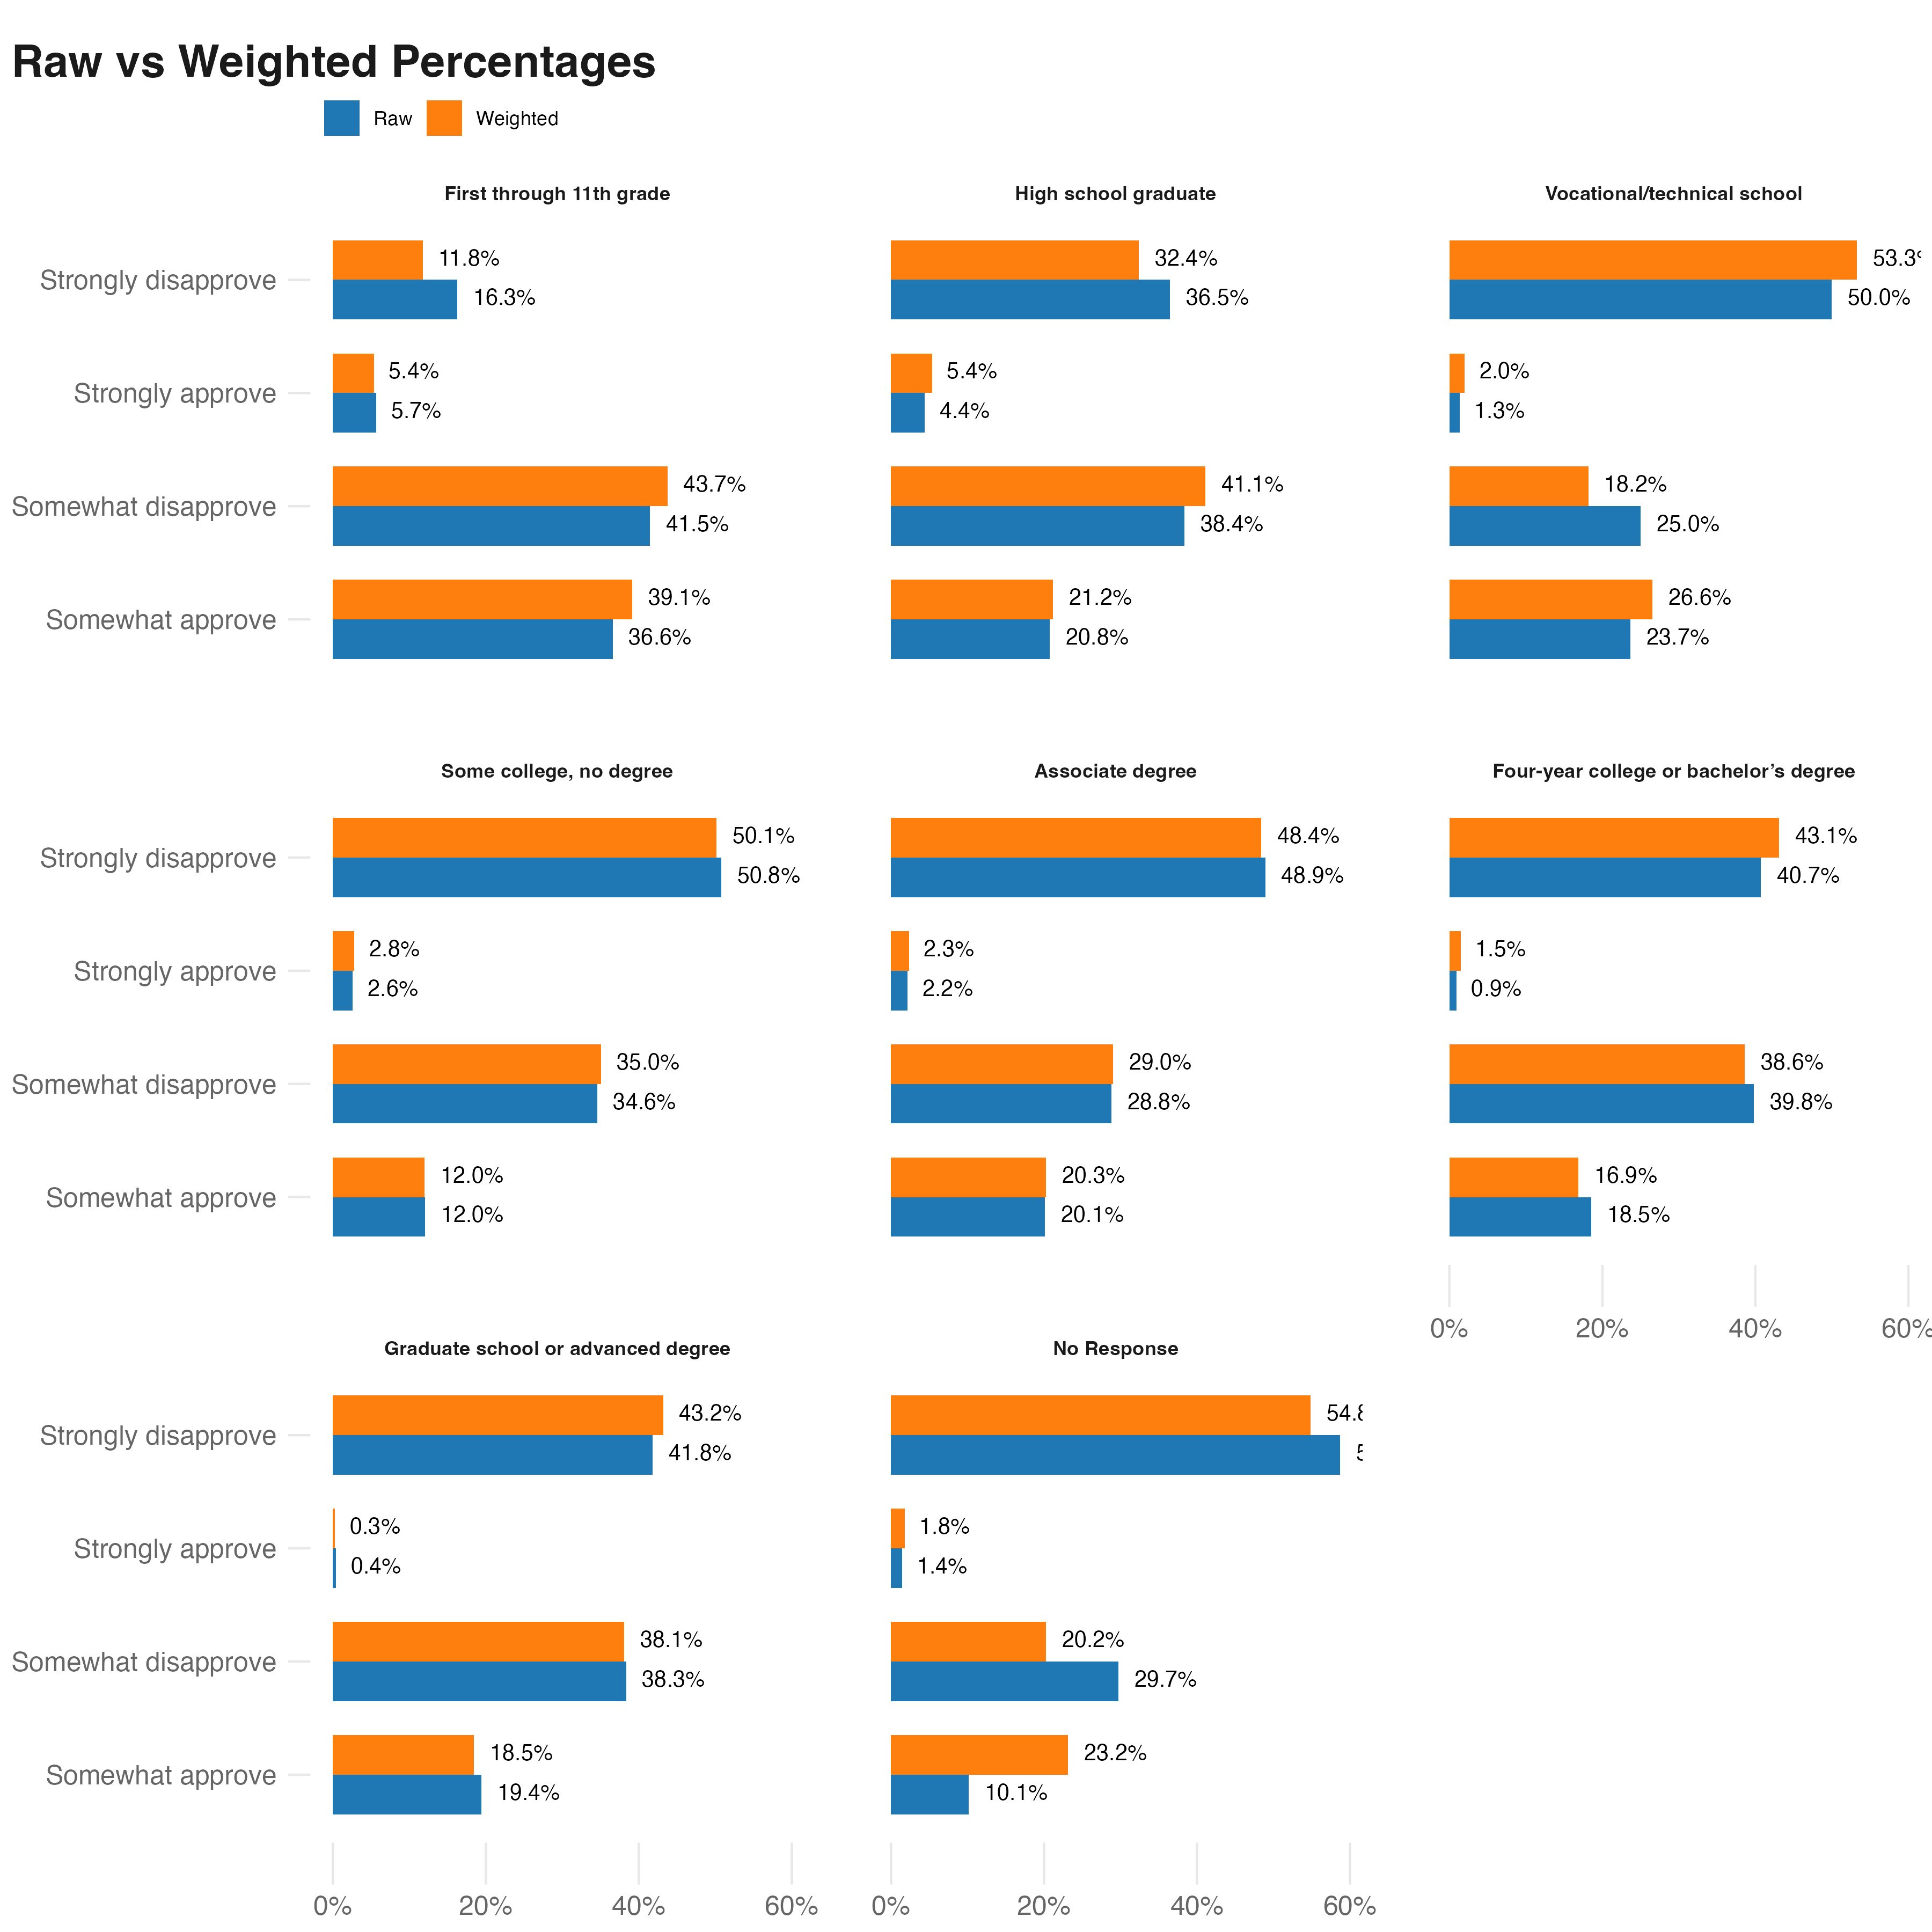 Raw vs Weighted Percentages
Raw Weighted
First through 11th grade High school graduate Vocational/technical school
Strongly disapprove 11.8% 32.4% 53.3%
16.3% 36.5% 50.0%
Strongly approve 5.4% 5.4% 2.0%
5.7% 4.4% 1.3%
Somewhat disapprove 43.7% 41.1% 18.2%
41.5% 38.4% 25.0%
Somewhat approve 39.1% 21.2% 26.6%
36.6% 20.8% 23.7%
Some college, no degree Associate degree Four-year college or bachelor’s degree
Strongly disapprove 50.1% 48.4% 43.1%
50.8% 48.9% 40.7%
Strongly approve 2.8% 2.3% 1.5%
2.6% 2.2% 0.9%
Somewhat disapprove 35.0% 29.0% 38.6%
34.6% 28.8% 39.8%
Somewhat approve 12.0% 20.3% 16.9%
12.0% 20.1% 18.5%
0% 20% 40% 60%
Graduate school or advanced degree No Response
Strongly disapprove 43.2% 54.8
41.8%
Strongly approve 0.3% 1.8%
0.4% 1.4%
Somewhat disapprove 38.1% 20.2%
38.3% 29.7%
Somewhat approve 18.5% 23.2%
19.4% 10.1%
0% 20% 40% 60% 0% 20% 40% 60%